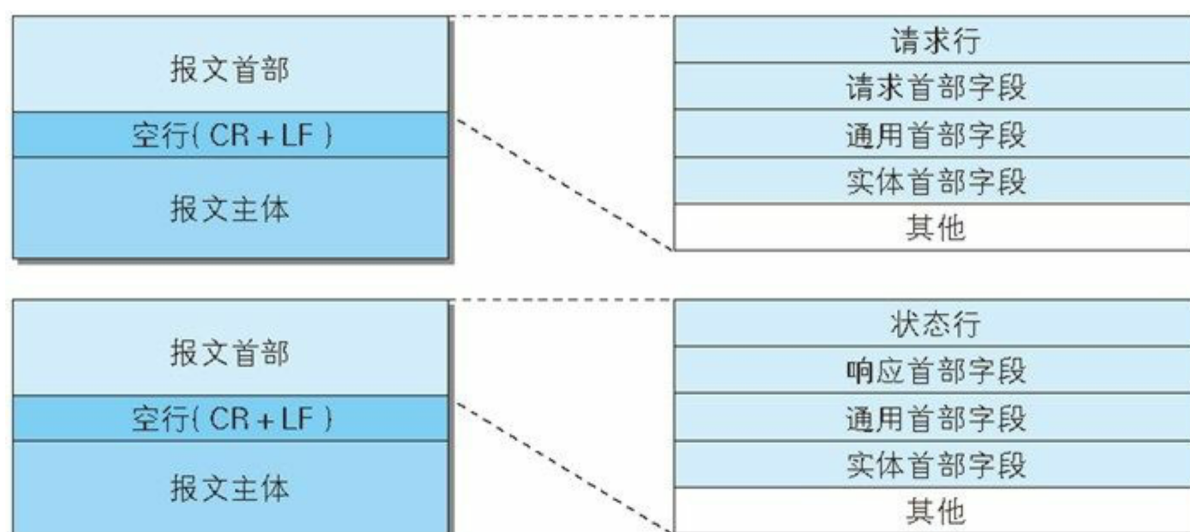 报文首部
空行( CR + LF )
报文主体
请求行
请求首部字段
通用首部字段
实体首部字段
其他
报文首部
空行( CR + LF )
报文主体
状态行
响应首部字段
通用首部字段
实体首部字段
其他